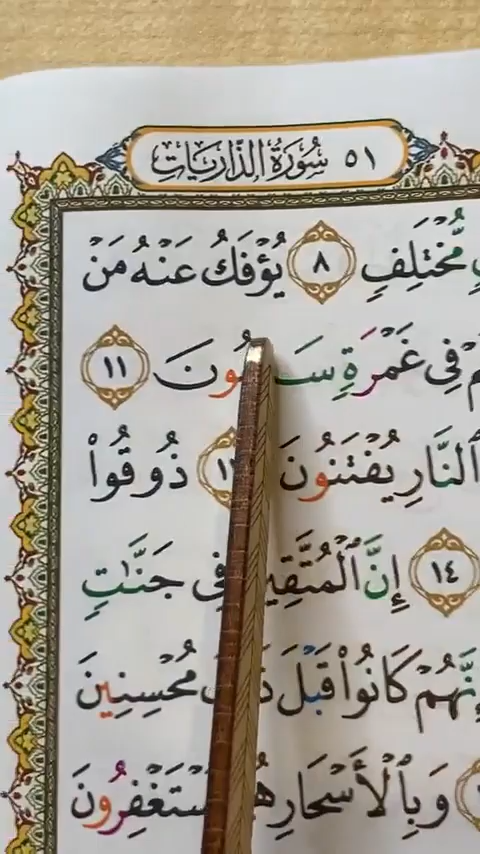 ٥١ سُورَةُ الذَّارِيَاتِ
مُّخْتَلِفٍ ٨ يُؤْفَكُ عَنْهُ مَنْ
فِى غَمْرَةٍ ١١
ٱلنَّارِ يُفْتَنُونَ ذُوقُوا۟
١٤ إِنَّ ٱلْمُتَّقِينَ فِى جَنَّٰتٍ
كَانُوا۟ قَبْلَ مُحْسِنِينَ
وَبِٱلْأَسْحَارِ